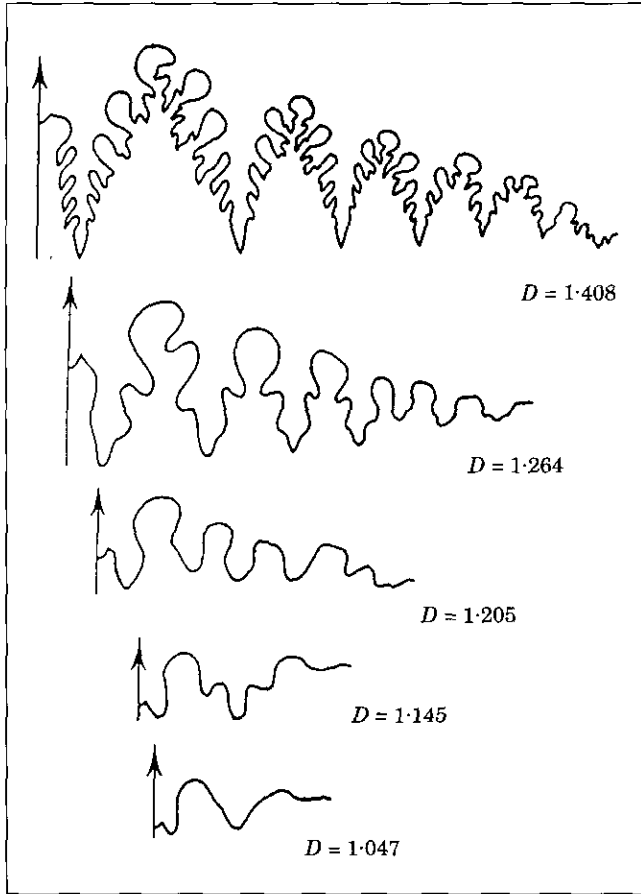 D = 1·408
D = 1·264
D = 1·205
D = 1·145
D = 1·047